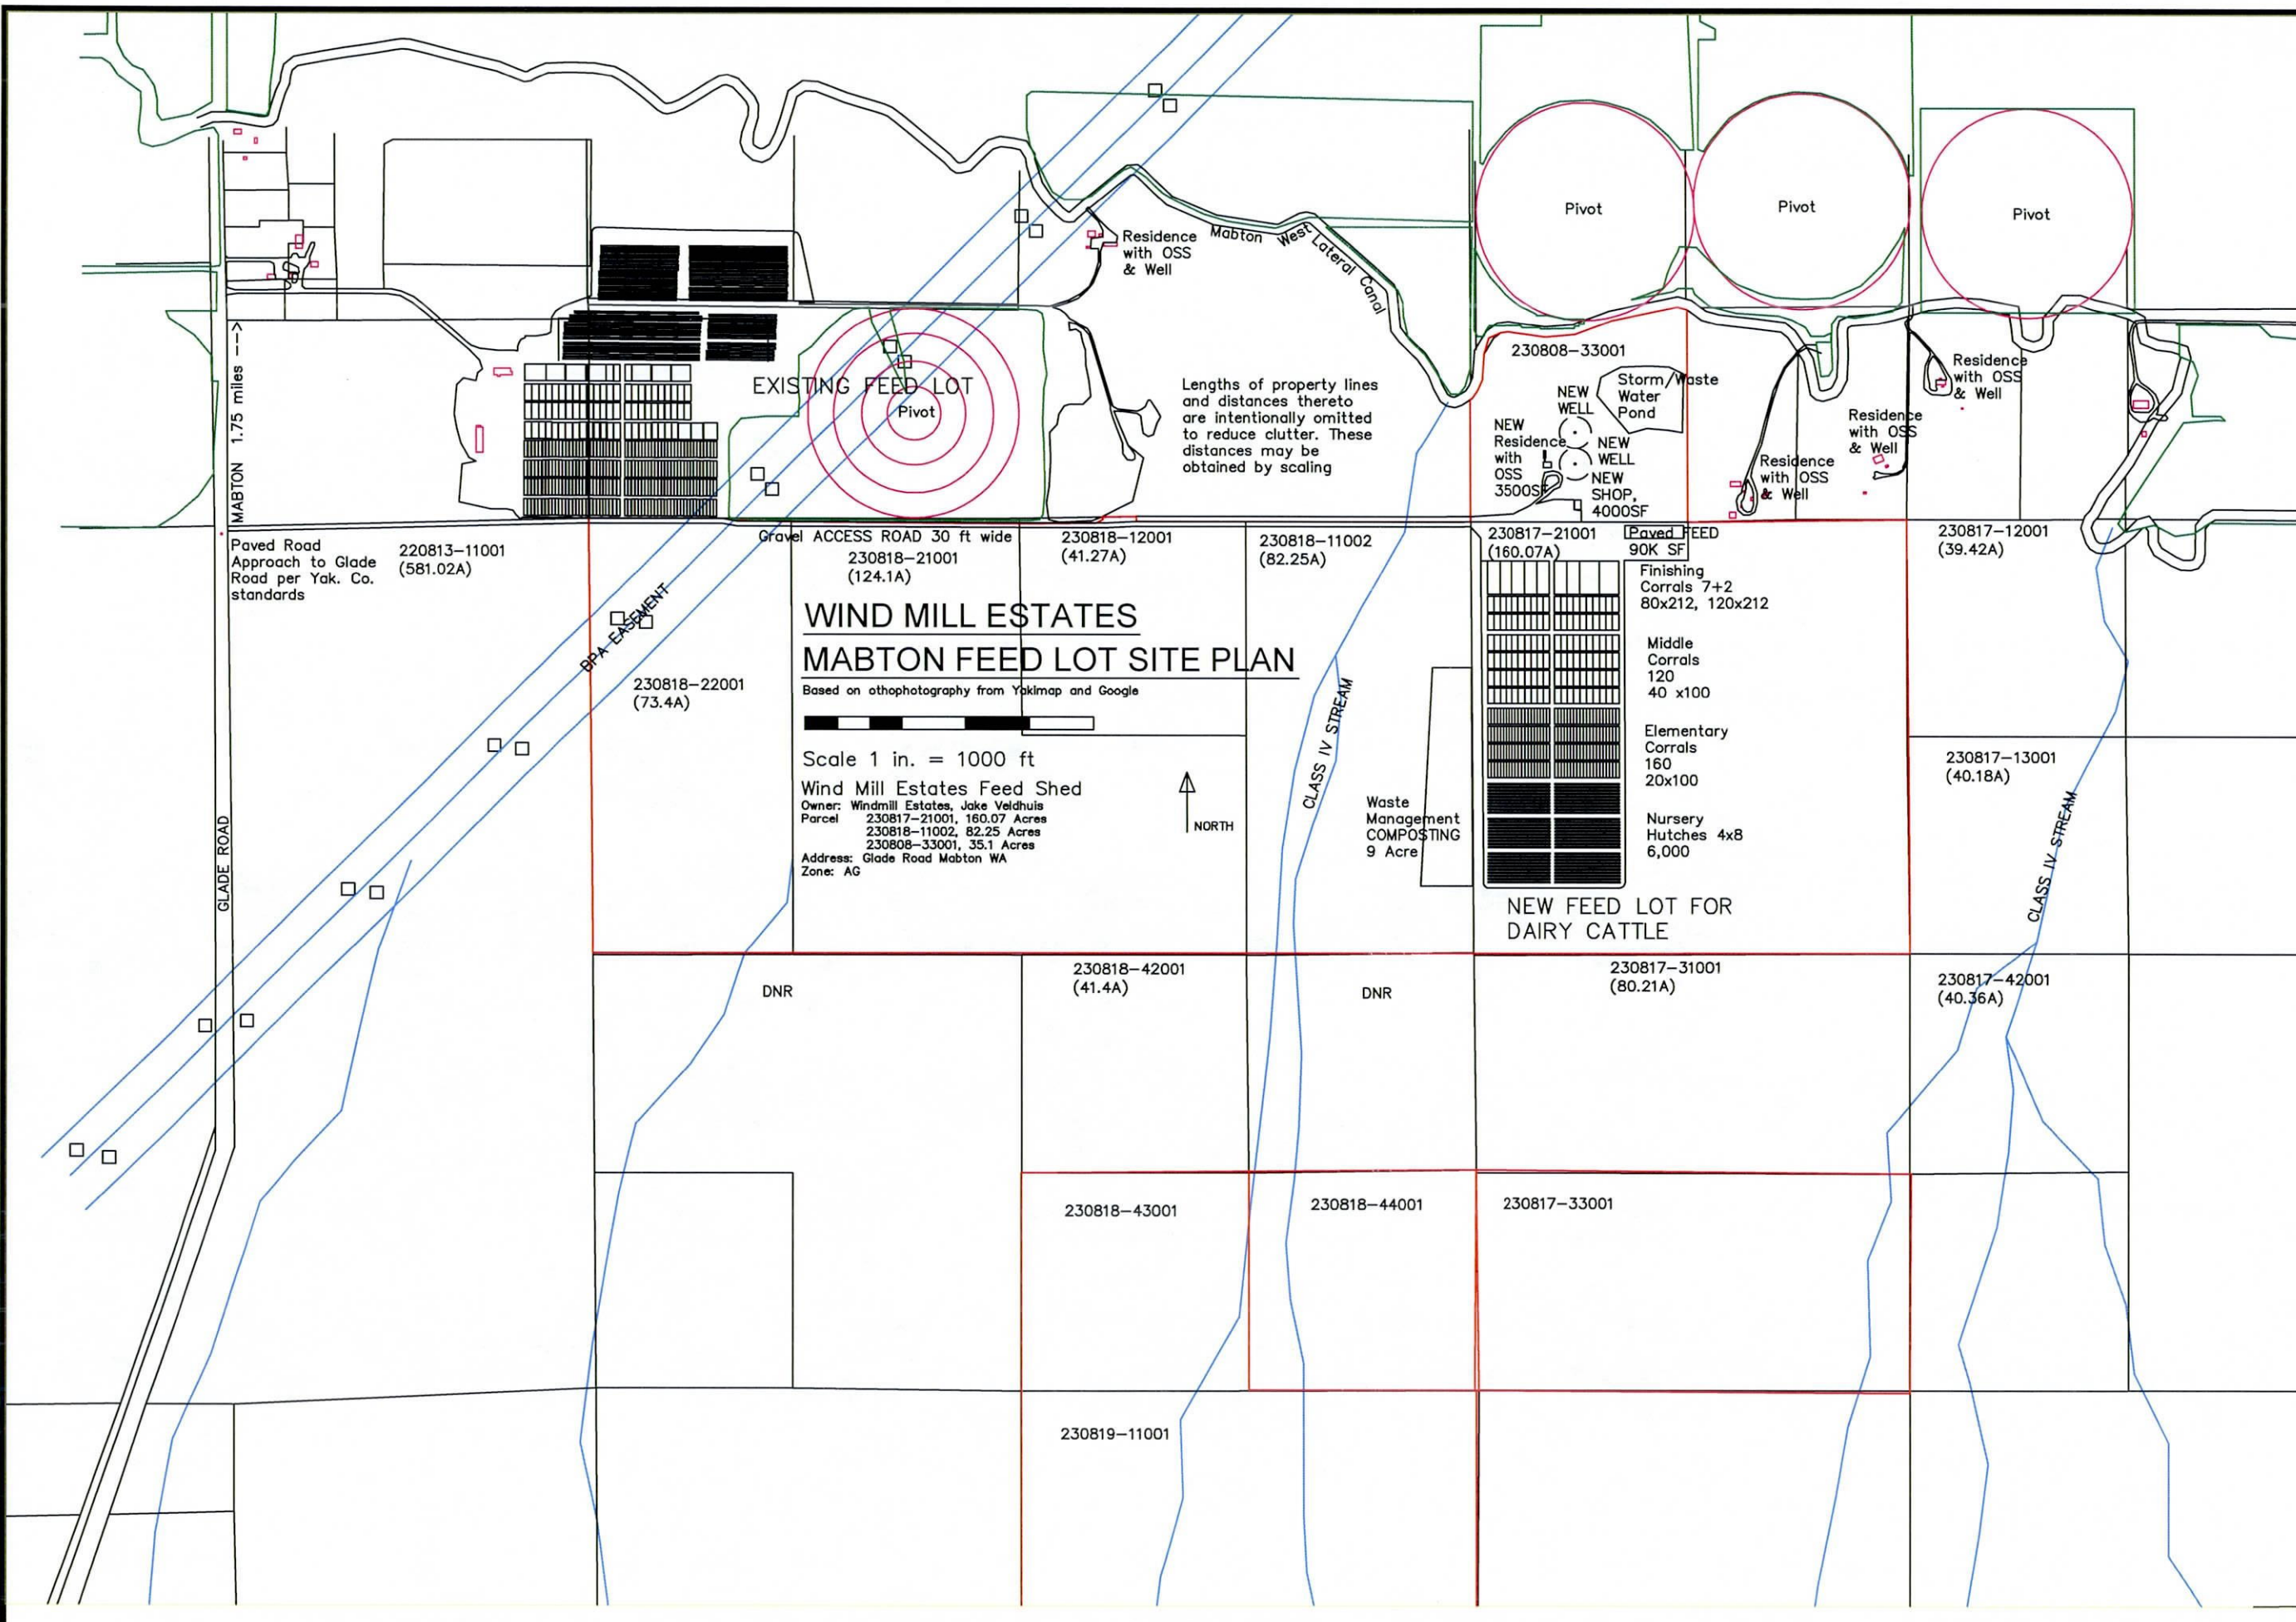 Pivot
Pivot
Pivot
Residence
with OSS
& Well
Mabton West Lateral Canal
MABTON 1.75 miles --->
EXISTNG FEED LOT
Pivot
Lengths of property lines
and distances thereto
are intentionally omitted
to reduce clutter. These
distances may be
obtained by scaling
230808-33001
Storm/Waste
Water
Pond
NEW
WELL
NEW
Residence
with
OSS
3500SF
NEW
WELL
NEW
SHOP,
4000SF
Residence
with OSS
& Well
Residence
with OSS
& Well
Residence
with OSS
& Well
Paved Road
Approach to Glade
Road per Yak. Co.
standards
220813-11001
(581.02A)
Gravel ACCESS ROAD 30 ft wide
230818-21001
(124.1A)
230818-12001
(41.27A)
230818-11002
(82.25A)
230817-21001
(160.07A)
Paved FEED
90K SF
230817-12001
(39.42A)
Finishing
Corrals 7+2
80x212, 120x212
Middle
Corrals
120
40 x100
Elementary
Corrals
160
20x100
Nursery
Hutches 4x8
6,000
BPA EASEMENT
230818-22001
(73.4A)
WIND MILL ESTATES
MABTON FEED LOT SITE PLAN
Based on othophotography from Yakimap and Google
Scale 1 in. = 1000 ft
Wind Mill Estates Feed Shed
Owner: Windmill Estates, Jake Veldhuis
Parcel 230817-21001, 160.07 Acres
230818-11002, 82.25 Acres
230808-33001, 35.1 Acres
Address: Glade Road Mabton WA
Zone: AG
NORTH
CLASS IV STREAM
Waste
Management
COMPOSTING
9 Acre
230817-13001
(40.18A)
CLASS IV STREAM
GLADE ROAD
NEW FEED LOT FOR
DAIRY CATTLE
DNR
230818-42001
(41.4A)
DNR
230817-31001
(80.21A)
230817-42001
(40.36A)
230818-43001
230818-44001
230817-33001
230819-11001